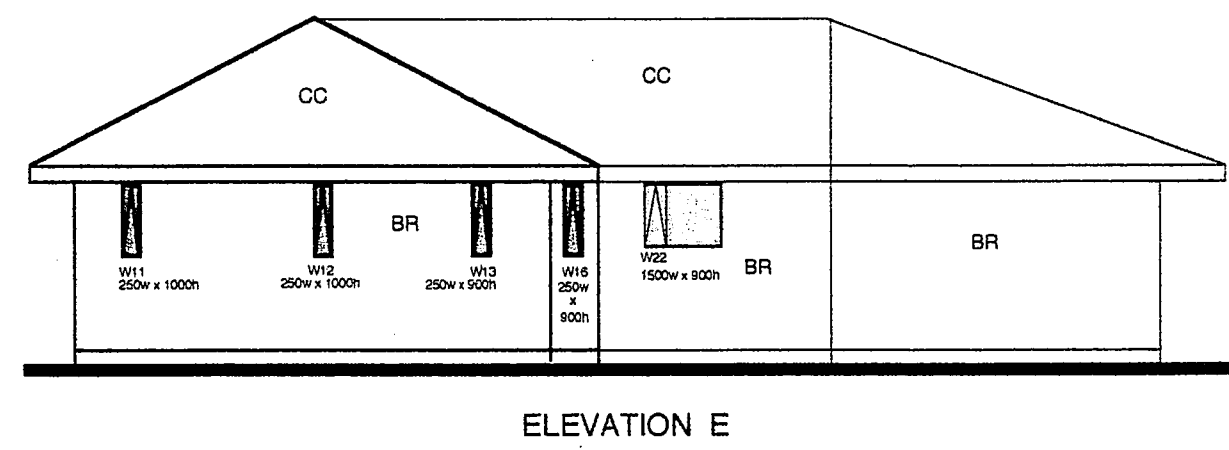 CC
CC
BR
BR
BR
W11
250w x 1000h
W12
250w x 1000h
W13
250w x 900h
W16
250w
x
900h
W22
1500w x 900h
ELEVATION E